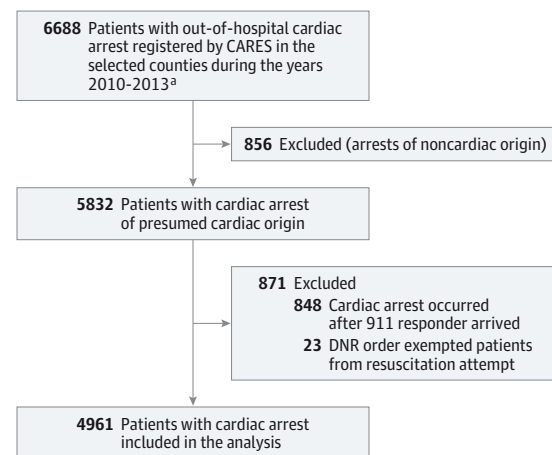 6688 Patients with out-of-hospital cardiac
arrest registered by CARES in the
selected counties during the years
2010-2013a
856 Excluded (arrests of noncardiac origin)
5832 Patients with cardiac arrest
of presumed cardiac origin
871 Excluded
848 Cardiac arrest occurred
after 911 responder arrived
23 DNR order exempted patients
from resuscitation attempt
4961 Patients with cardiac arrest
included in the analysis